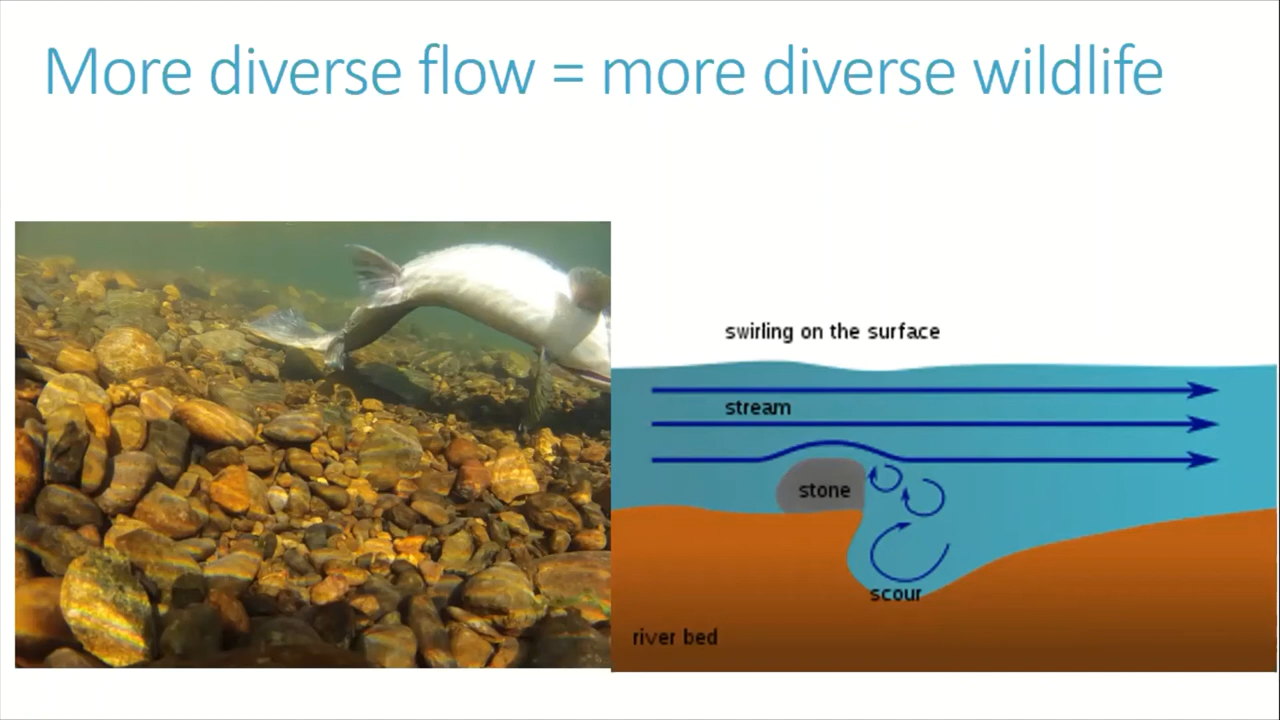 More diverse flow = more diverse wildlife
swirling on the surface
stream
stone
scour
river bed